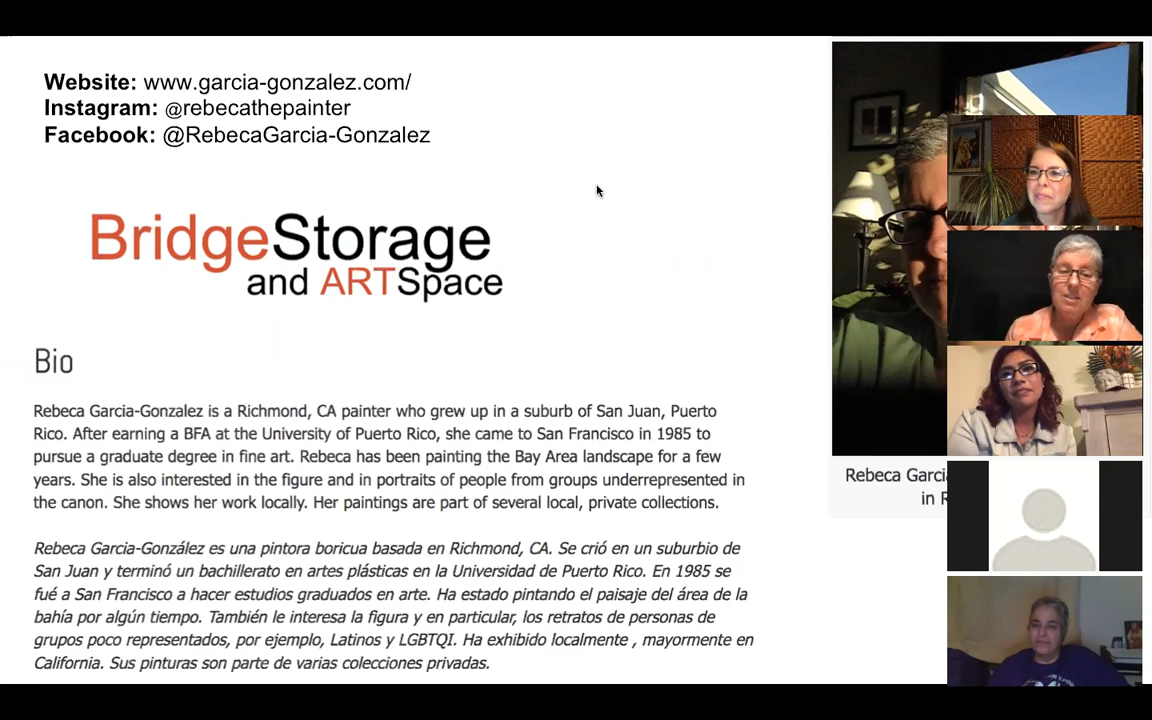 Website: www.garcia-gonzalez.com/
Instagram: @rebecathepainter
Facebook: @RebecaGarcia-Gonzalez
BridgeStorage
and ARTSpace
Bio
Rebeca Garcia-Gonzalez is a Richmond, CA painter who grew up in a suburb of San Juan, Puerto
Rico. After earning a BFA at the University of Puerto Rico, she came to San Francisco in 1985 to
pursue a graduate degree in fine art. Rebeca has been painting the Bay Area landscape for a few
years. She is also interested in the figure and in portraits of people from groups underrepresented in
the canon. She shows her work locally. Her paintings are part of several local, private collections.
Rebeca Garcia-González es una pintora boricua basada en Richmond, CA. Se crió en un suburbio de
San Juan y terminó un bachillerato en artes plásticas en la Universidad de Puerto Rico. En 1985 se
fué a San Francisco a hacer estudios graduados en arte. Ha estado pintando el paisaje del área de la
bahía por algún tiempo. También le interesa la figura y en particular, los retratos de personas de
grupos poco representados, por ejemplo, Latinos y LGBTQI. Ha exhibido localmente , mayormente en
California. Sus pinturas son parte de varias colecciones privadas.
Rebeca Garci
in R